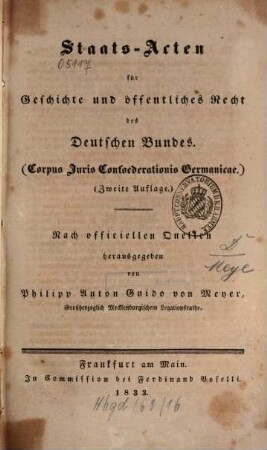 Staats-Acten
05117
für
Geschichte und öffentliches Recht
des
Deutschen Bundes.
(Corpus Juris Confoederationis Germanicae.)
(Zweite Auflage.)
Nach officiellen Quellen
herausgegeben
von
Philipp Anton Guido von Meyer,
Großherzoglich Mecklenburgischem Legationsrathe.
Frankfurt am Main.
In Commission bei Ferdinand Boselli.
1833.